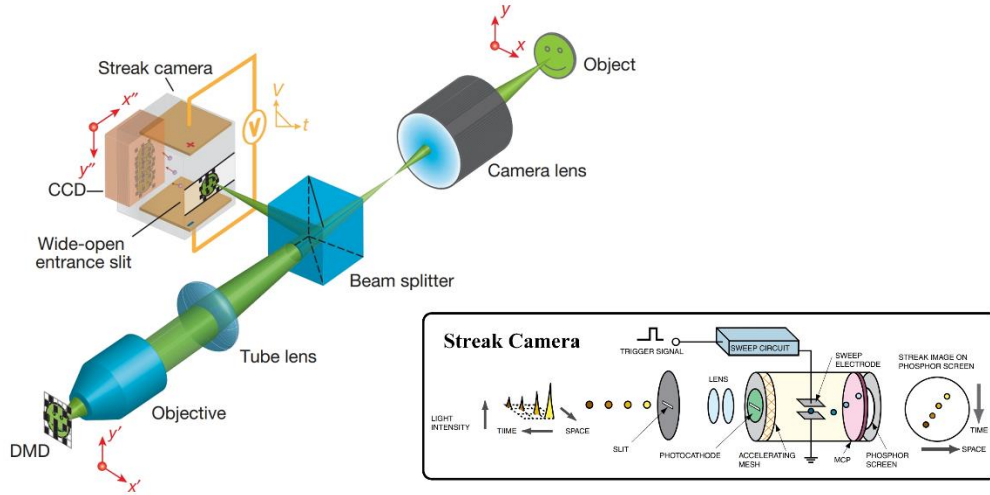 y
x
Object
Streak camera
x''
V
t
V
+
y''
CCD
Camera lens
−
Wide-open
entrance slit
Beam splitter
Tube lens
Objective
DMD
y'
x'
Streak Camera
TRIGGER SIGNAL
SWEEP CIRCUIT
SWEEP
ELECTRODE
STREAK IMAGE ON
PHOSPHOR SCREEN
LENS
LIGHT
INTENSITY
TIIME
SPACE
SLIT
PHOTOCATHODE
ACCELERATING
MESH
MCP
PHOSPHOR
SCREEN
TIME
SPACE